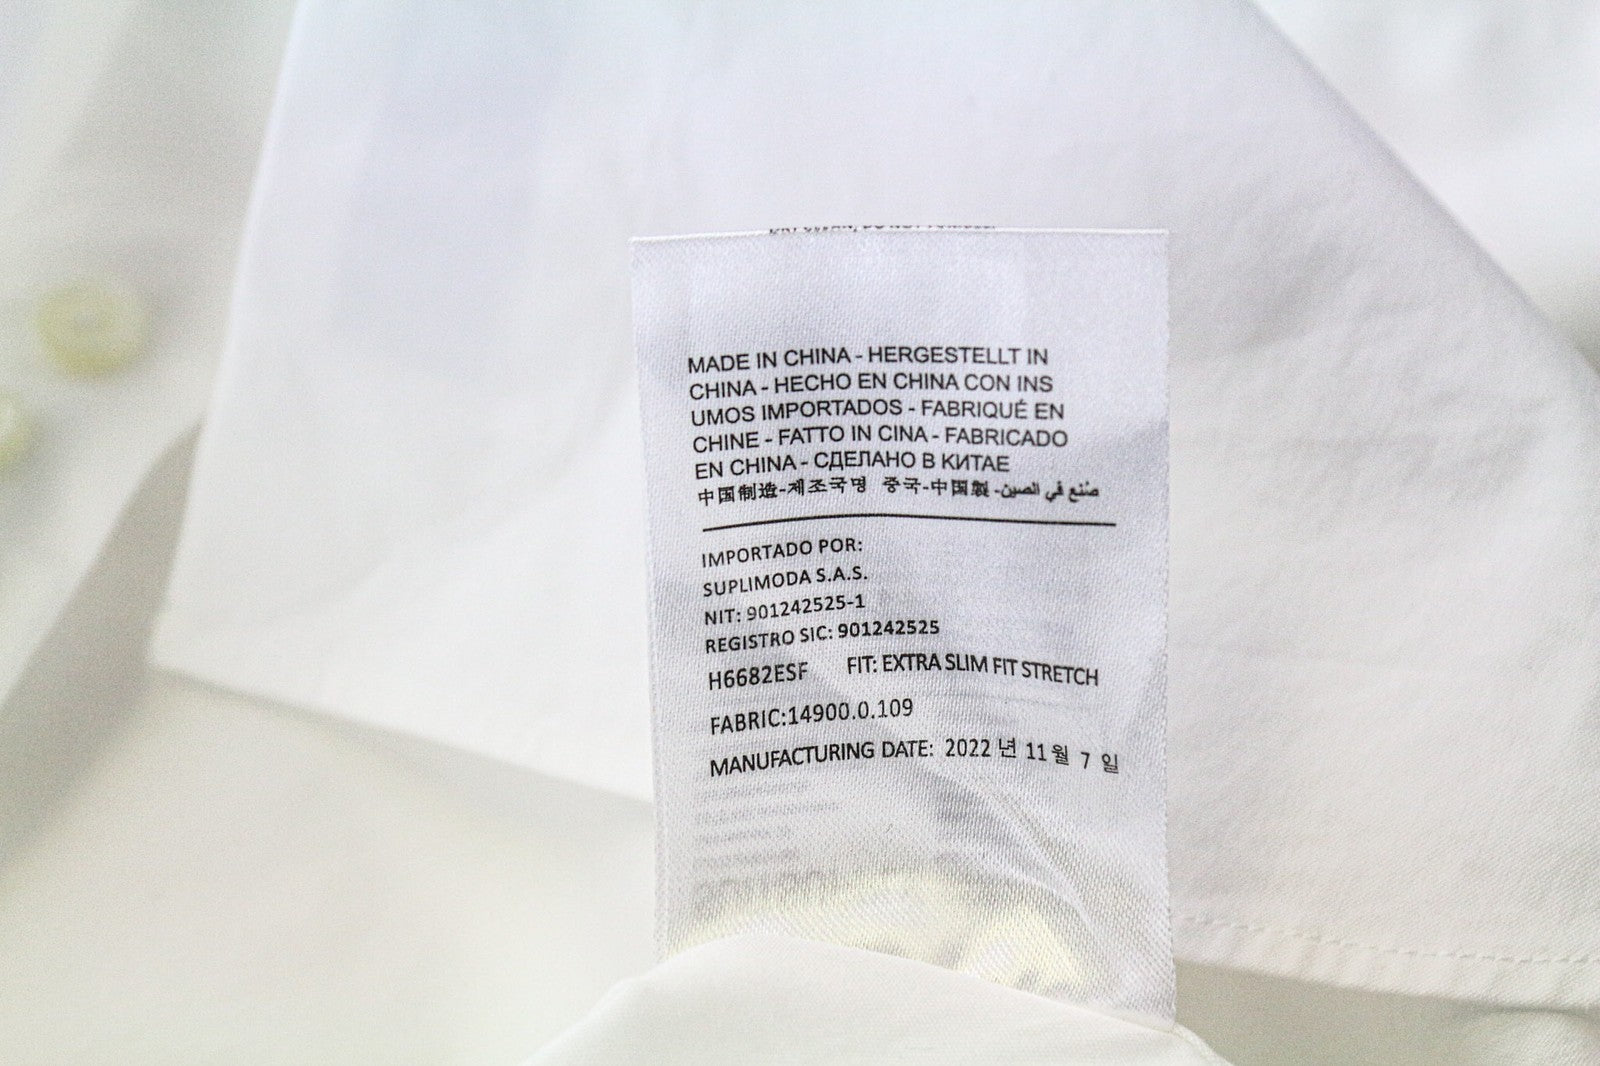 MADE IN CHINA - HERGESTELLT IN
CHINA - HECHO EN CHINA CON INS
UMOS IMPORTADOS - FABRIQUÉ EN
CHINE - FATTO IN CINA - FABRICADO
EN CHINA - СДЕЛАНО В КИТАЕ
中国制造-제조국명 중국-中国製-صُنع في الصين
IMPORTADO POR:
SUPLIMODA S.A.S.
NIT: 901242525-1
REGISTRO SIC: 901242525
H6682ESF FIT: EXTRA SLIM FIT STRETCH
FABRIC:14900.0.109
MANUFACTURING DATE: 2022 년 11 월 7 일